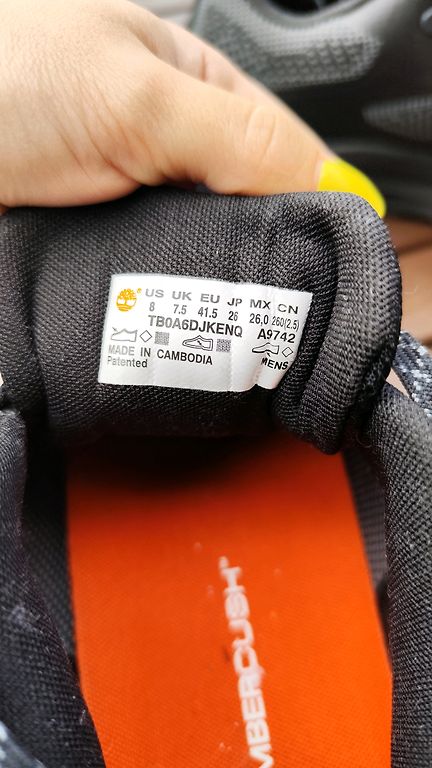 ® US UK EU JP MX CN
8 7.5 41.5 26 26,0 260(2.5)
TB0A6DJKENQ A9742
MADE IN CAMBODIA
Patented MENS
MBERCUSH